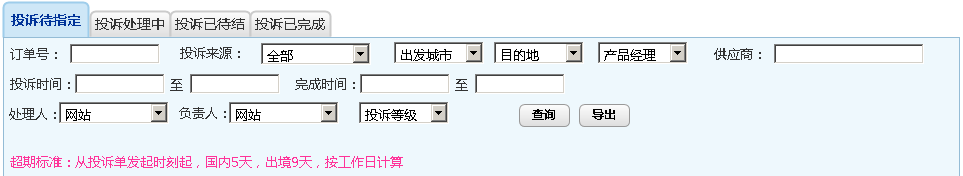 投诉待指定 投诉处理中 投诉已待结 投诉已完成
订单号： 投诉来源： 全部 出发城市 目的地 产品经理 供应商：
投诉时间： 至 完成时间： 至
处理人： 网站 负责人： 网站 投诉等级 查询 导出
超期标准：从投诉单发起时刻起，国内5天，出境9天，按工作日计算